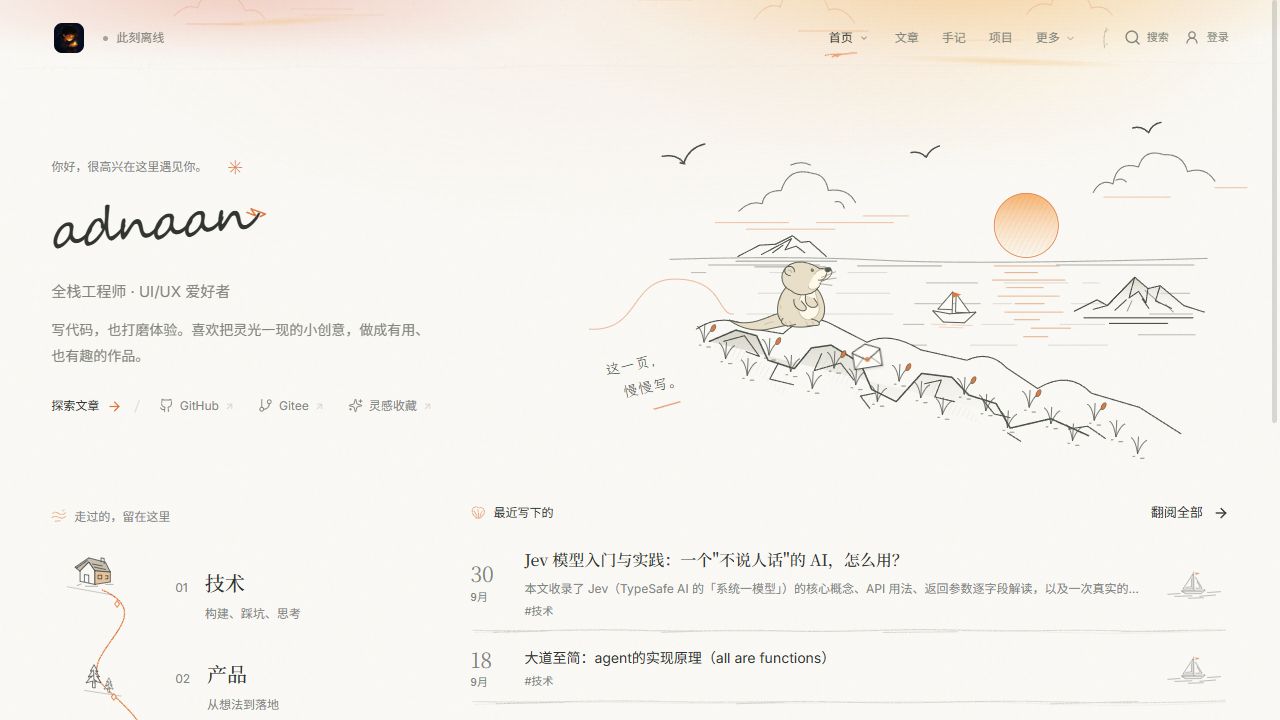 此刻离线
首页 文章 手记 项目 更多 搜索 登录
你好，很高兴在这里遇见你。
adnaan
全栈工程师 · UI/UX 爱好者
写代码，也打磨体验。喜欢把灵光一现的小创意，做成有用、
也有趣的作品。
探索文章 / GitHub Gitee 灵感收藏
这一页，
慢慢写。
走过的，留在这里
01 技术
构建、踩坑、思考
02 产品
从想法到落地
最近写下的 翻阅全部
30
9月
Jev 模型入门与实践：一个"不说人话"的 AI，怎么用？
本文收录了 Jev（TypeSafe AI 的「系统一模型」）的核心概念、API 用法、返回参数逐字段解读，以及一次真实的...
#技术
18
9月
大道至简：agent的实现原理（all are functions）
#技术